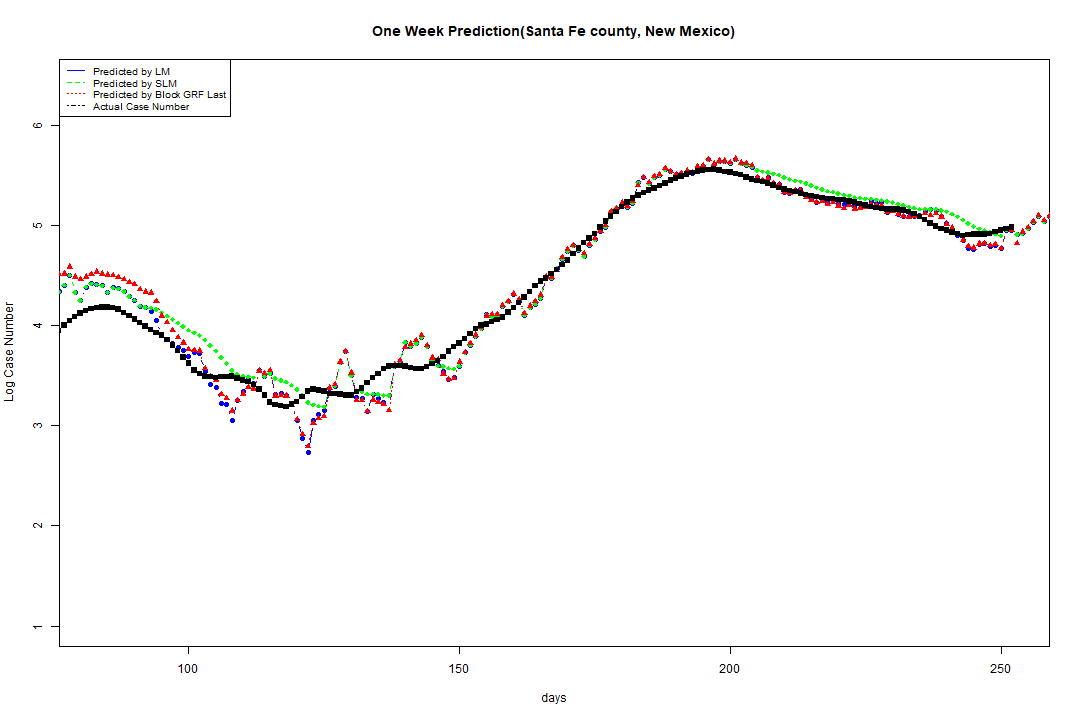 One Week Prediction(Santa Fe county, New Mexico)
Predicted by LM
Predicted by SLM
Predicted by Block GRF Last
Actual Case Number
6
5
4
3
2
1
Log Case Number
100 150 200 250
days